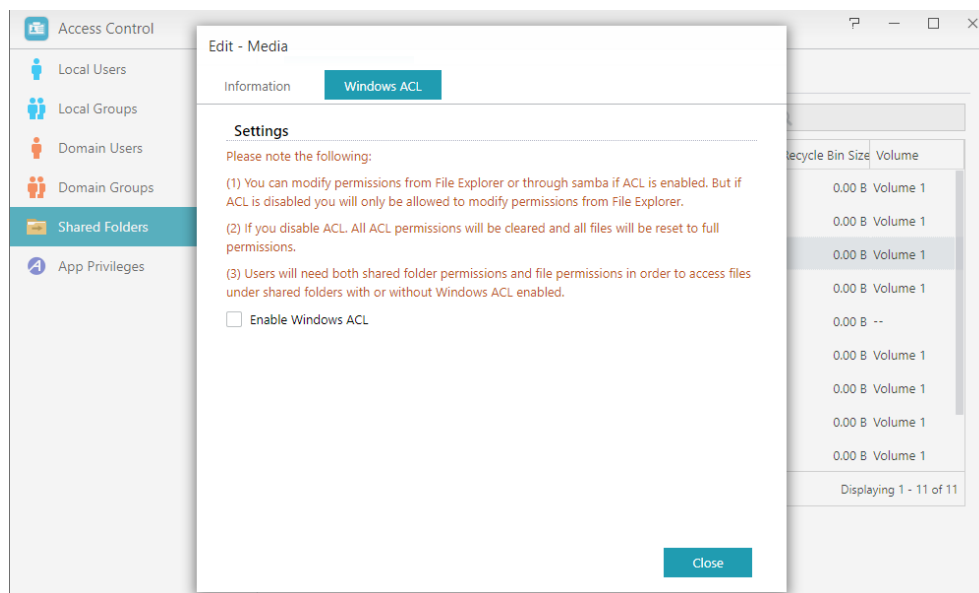 Access Control
Local Users
Local Groups
Domain Users
Domain Groups
Shared Folders
App Privileges
Edit - Media
Information
Windows ACL
Settings
Please note the following:
(1) You can modify permissions from File Explorer or through samba if ACL is enabled. But if
ACL is disabled you will only be allowed to modify permissions from File Explorer.
(2) If you disable ACL. All ACL permissions will be cleared and all files will be reset to full
permissions.
(3) Users will need both shared folder permissions and file permissions in order to access files
under shared folders with or without Windows ACL enabled.
Enable Windows ACL
Close
?
Recycle Bin Size Volume
0.00 B Volume 1
0.00 B Volume 1
0.00 B Volume 1
0.00 B Volume 1
0.00 B --
0.00 B Volume 1
0.00 B Volume 1
0.00 B Volume 1
0.00 B Volume 1
Displaying 1 - 11 of 11